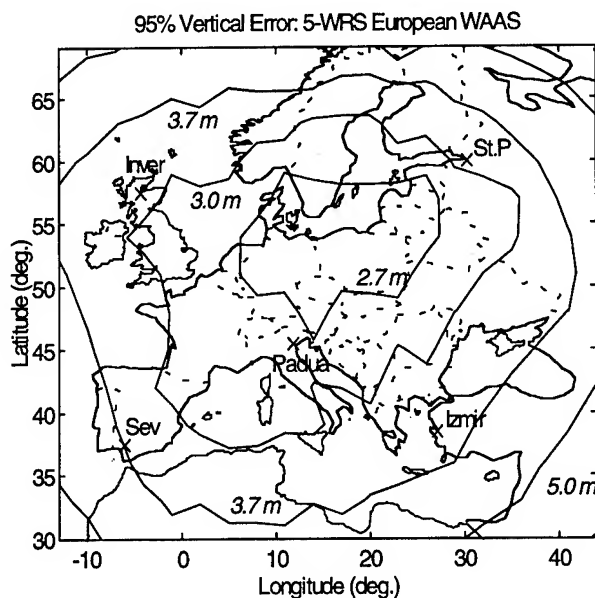 95% Vertical Error: 5-WRS European WAAS
65
60
55
50
45
40
35
30
Latitude (deg.)
3.7 m
Inver
St.P
3.0 m
2.7 m
Padua
Sev
Izmir
3.7 m
5.0 m
-10
0
10
20
30
40
Longitude (deg.)